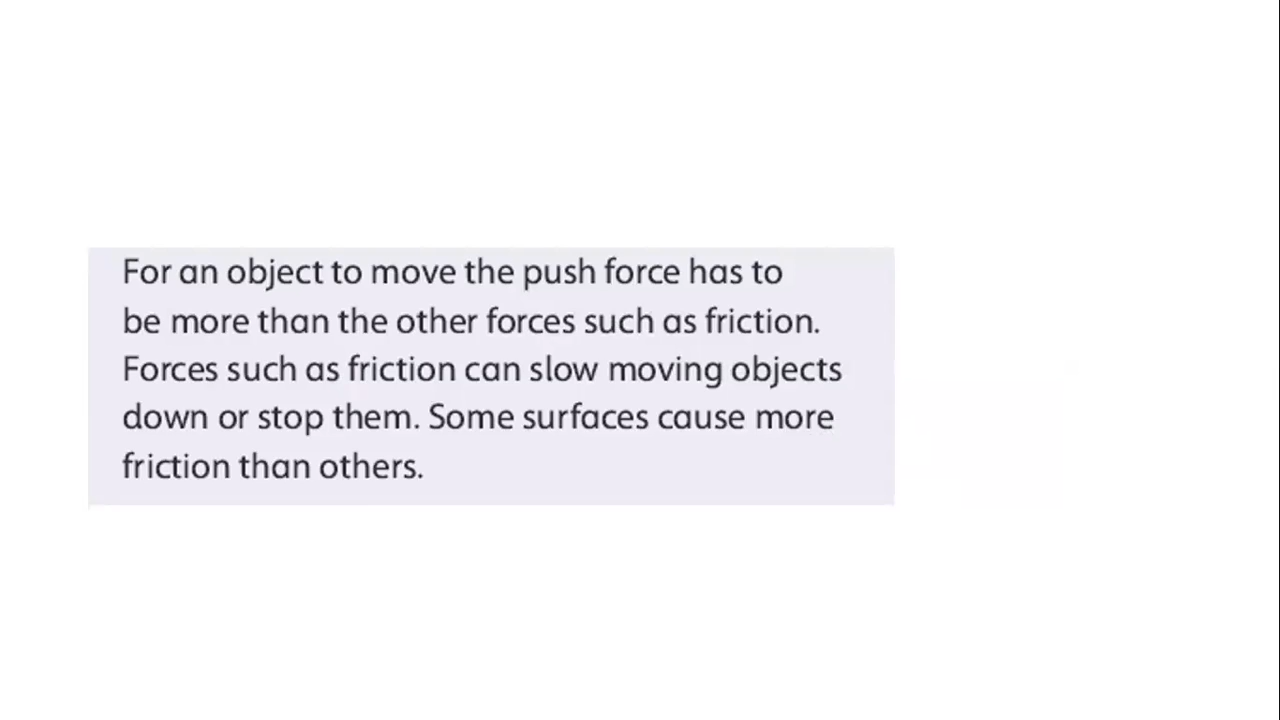 For an object to move the push force has to
be more than the other forces such as friction.
Forces such as friction can slow moving objects
down or stop them. Some surfaces cause more
friction than others.